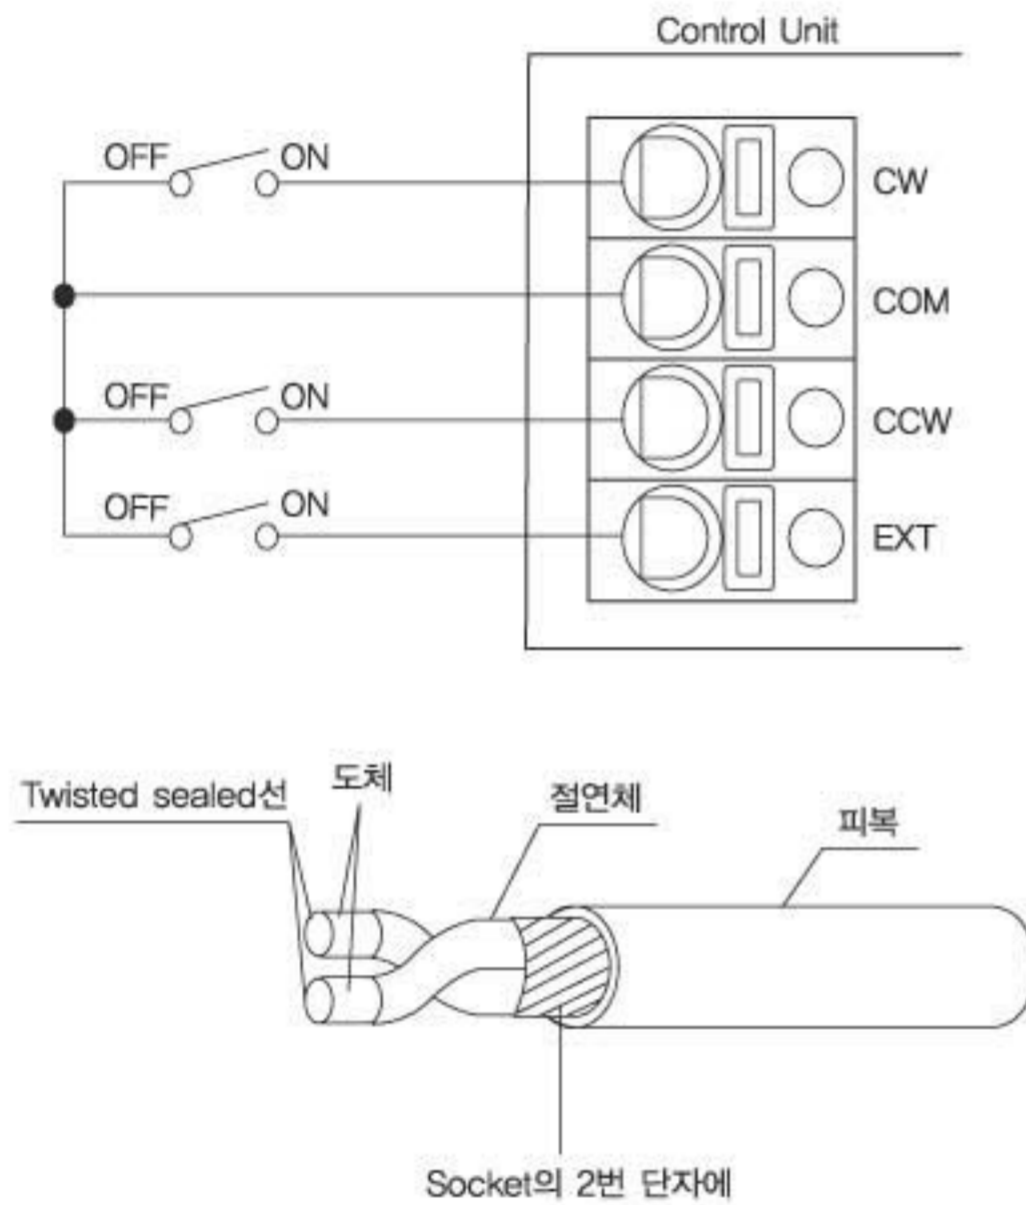 Control Unit
OFF ON CW
COM
OFF ON CCW
OFF ON EXT
Twisted sealed선
도체
절연체
피복
Socket의 2번 단자에